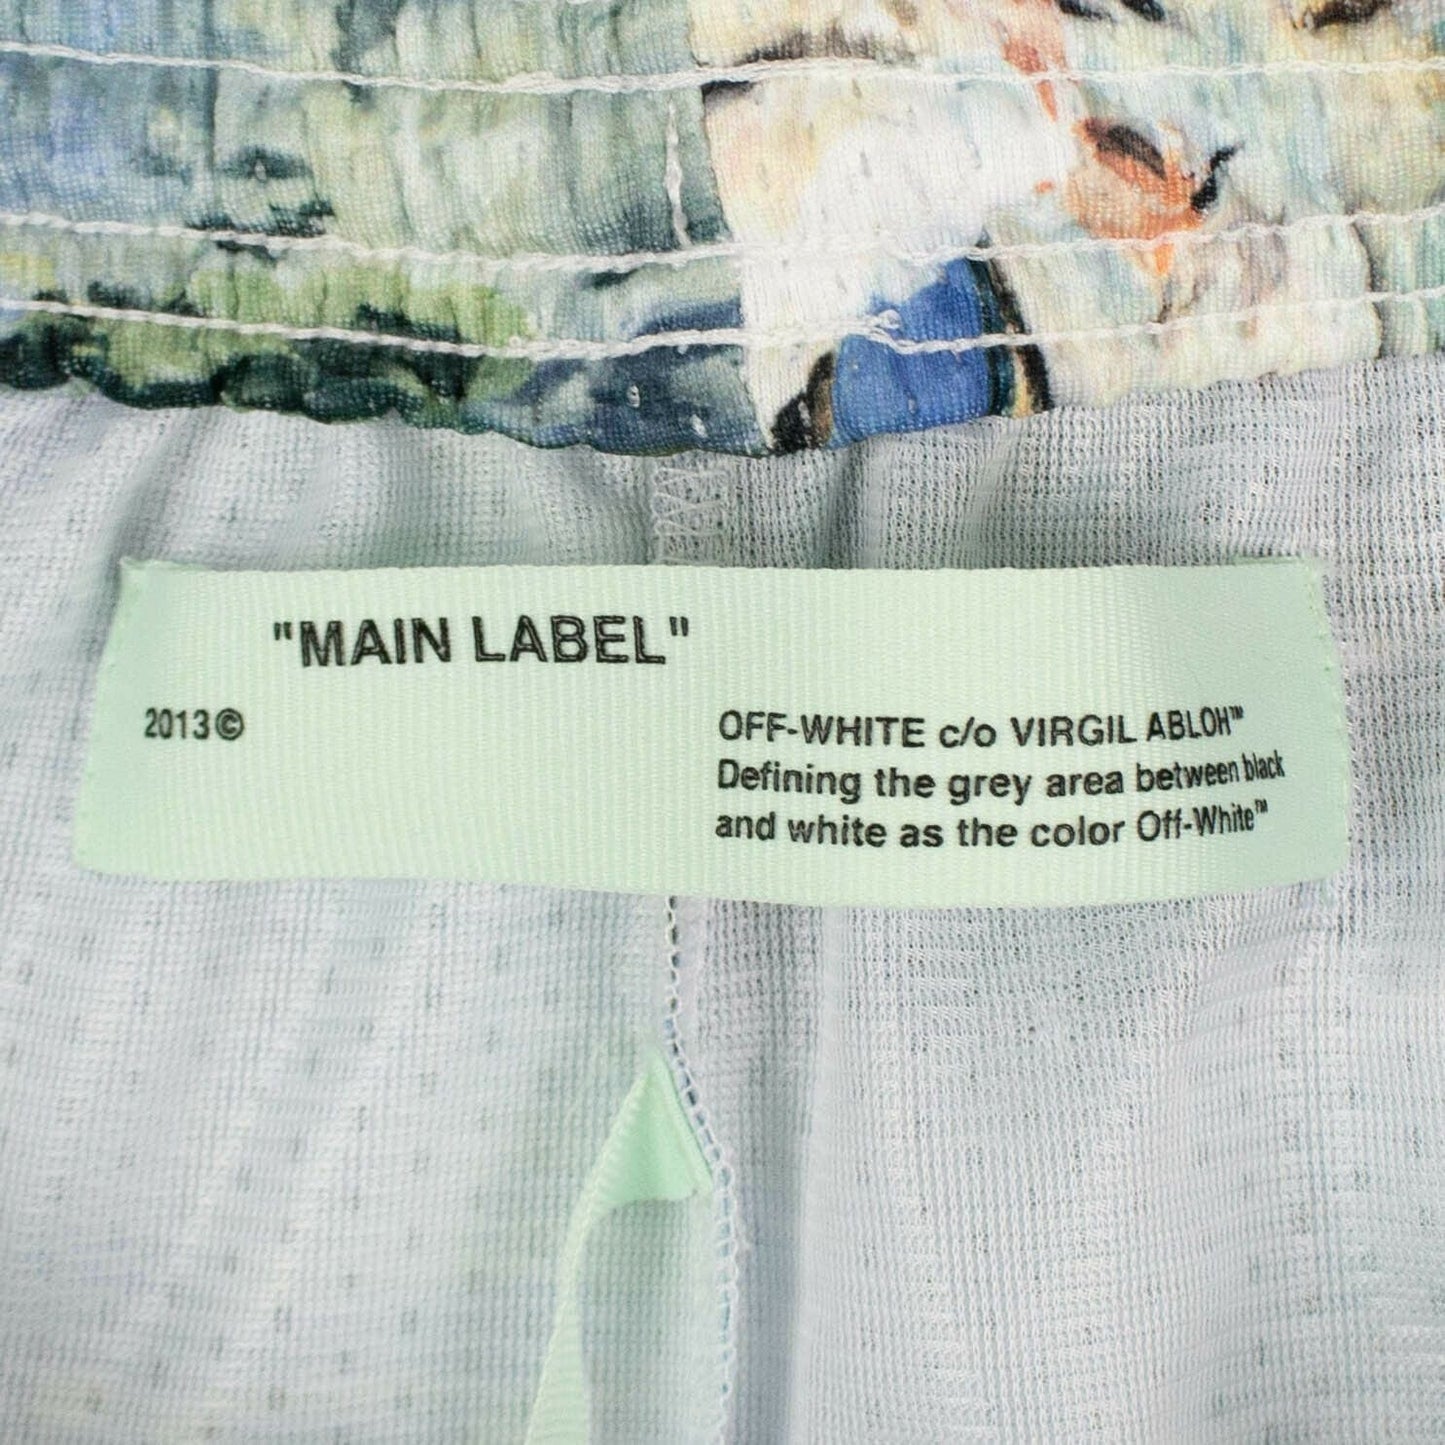 "MAIN LABEL"
2013©
OFF-WHITE c/o VIRGIL ABLOH™
Defining the grey area between black
and white as the color Off-White™